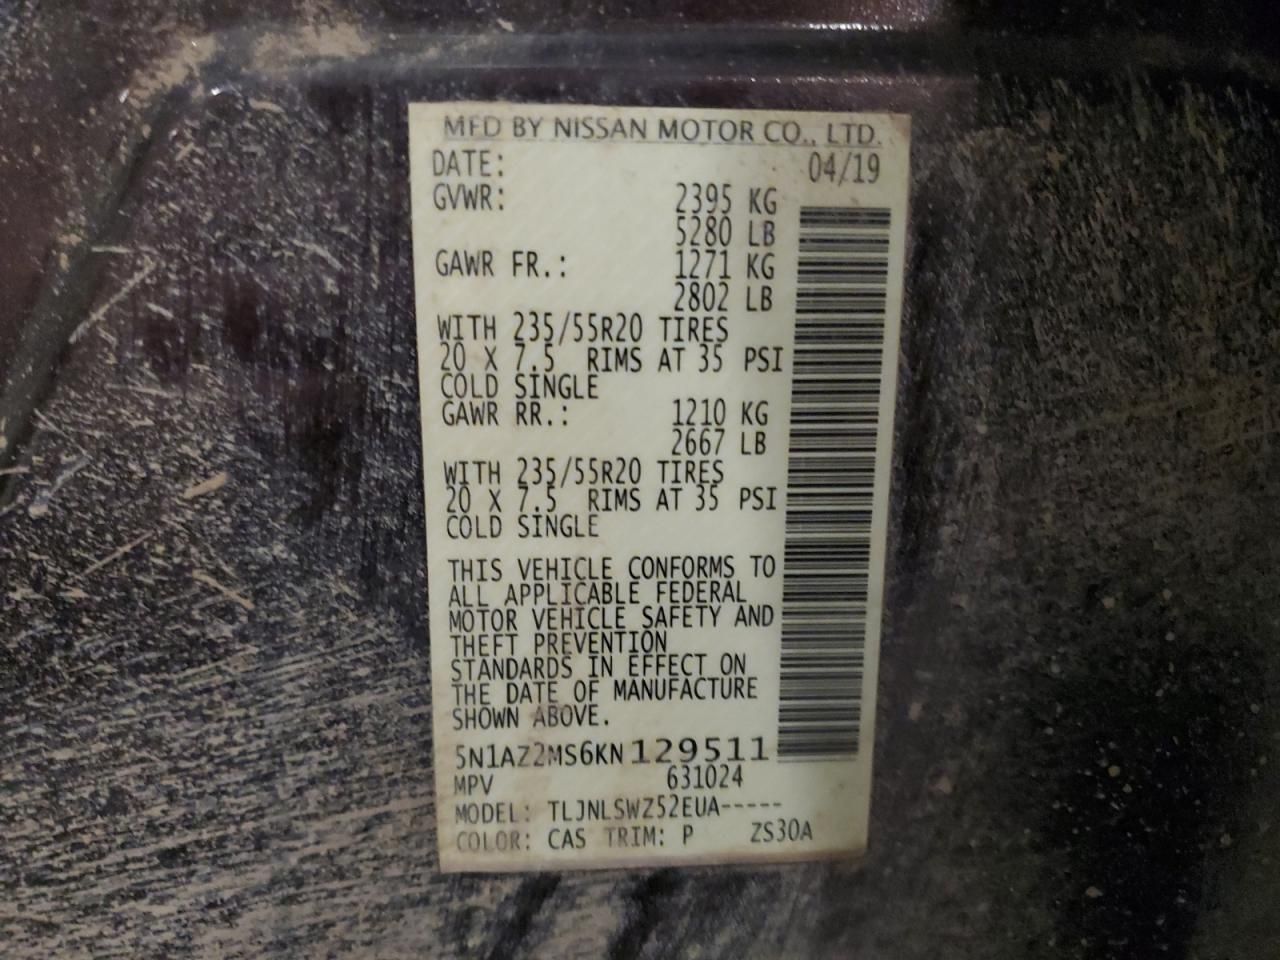 MFD BY NISSAN MOTOR CO., LTD.
DATE: 04/19
GVWR: 2395 KG
5280 LB
GAWR FR.: 1271 KG
2802 LB
WITH 235/55R20 TIRES
20 X 7.5 RIMS AT 35 PSI
COLD SINGLE
GAWR RR.: 1210 KG
2667 LB
WITH 235/55R20 TIRES
20 X 7.5 RIMS AT 35 PSI
COLD SINGLE
THIS VEHICLE CONFORMS TO
ALL APPLICABLE FEDERAL
MOTOR VEHICLE SAFETY AND
THEFT PREVENTION
STANDARDS IN EFFECT ON
THE DATE OF MANUFACTURE
SHOWN ABOVE.
5N1AZ2MS6KN129511
MPV 631024
MODEL: TLJNLSWZ52EUA-----
COLOR: CAS TRIM: P ZS30A